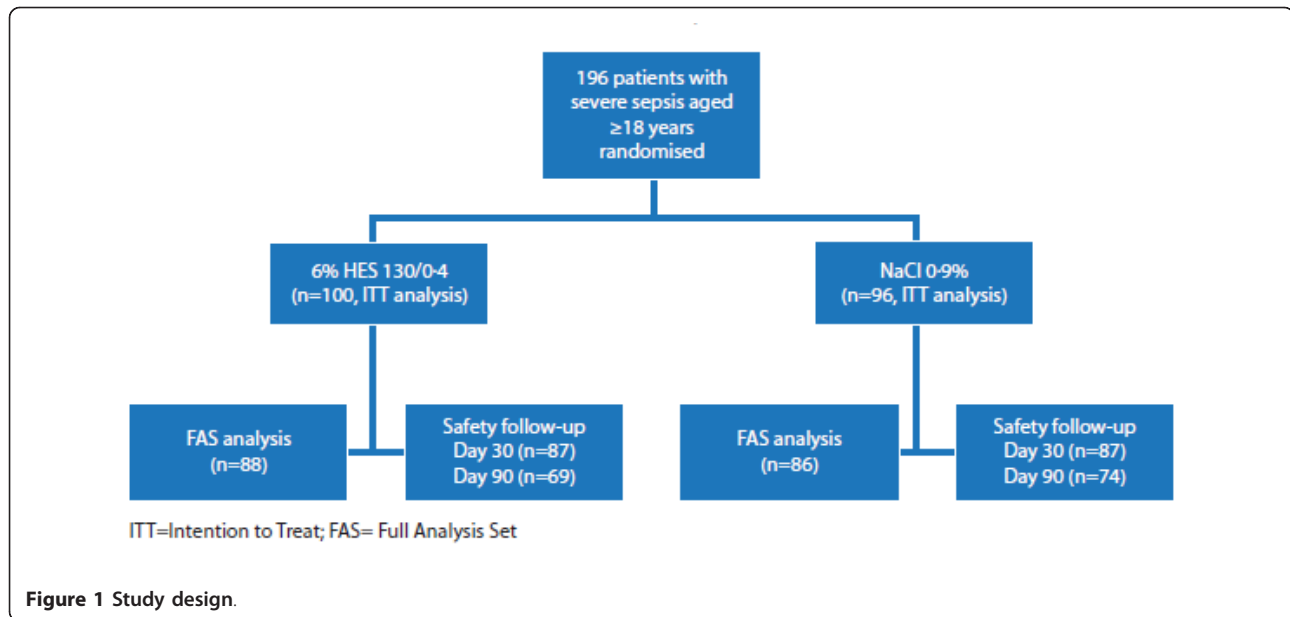 196 patients with
severe sepsis aged
≥18 years
randomised
6% HES 130/0·4
(n=100, ITT analysis)
NaCl 0·9%
(n=96, ITT analysis)
FAS analysis
(n=88)
Safety follow-up
Day 30 (n=87)
Day 90 (n=69)
FAS analysis
(n=86)
Safety follow-up
Day 30 (n=87)
Day 90 (n=74)
ITT=Intention to Treat; FAS= Full Analysis Set
Figure 1 Study design.